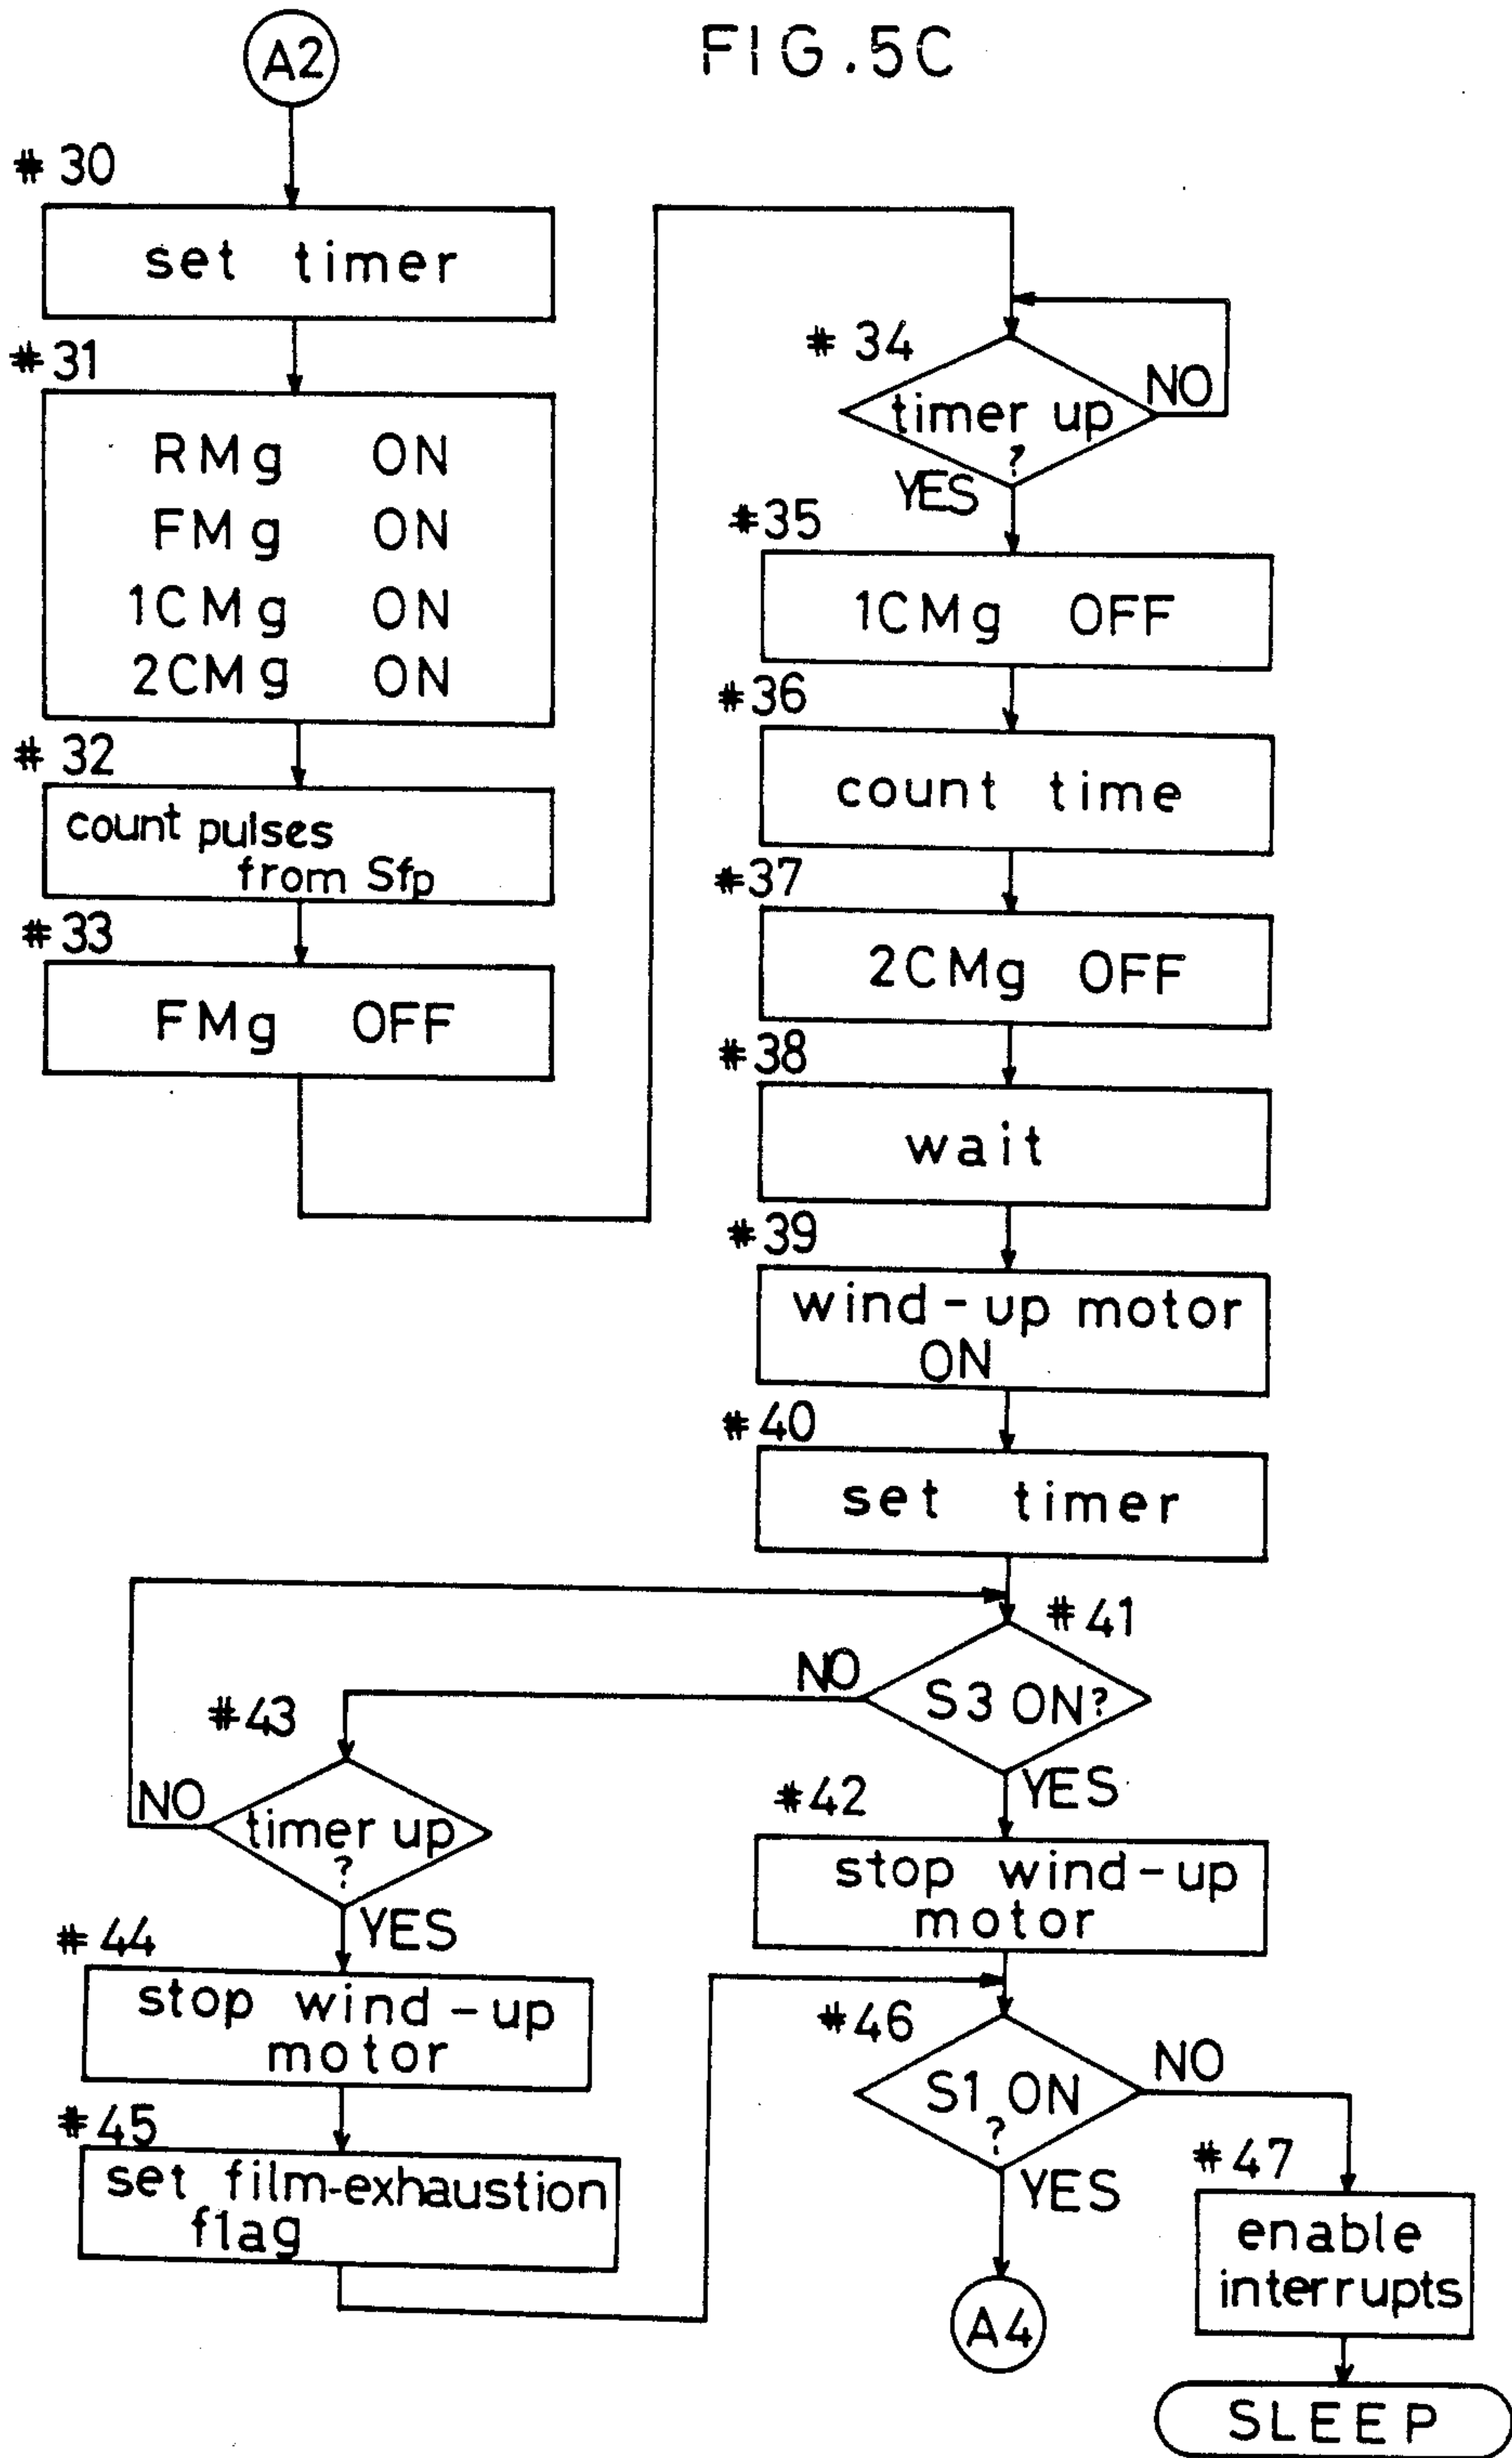 FIG.5C
A2
#30
set timer
#31
RMg ON
FMg ON
1CMg ON
2CMg ON
#32
count pulses
from Sfp
#33
FMg OFF
#34
timer up
?
NO
YES
#35
1CMg OFF
#36
count time
#37
2CMg OFF
#38
wait
#39
wind-up motor
ON
#40
set timer
#41
S3 ON?
NO
YES
#43
timer up
?
NO
YES
#42
stop wind-up
motor
#44
stop wind-up
motor
#45
set film-exhaustion
flag
#46
S1 ON
?
NO
YES
#47
enable
interrupts
A4
SLEEP